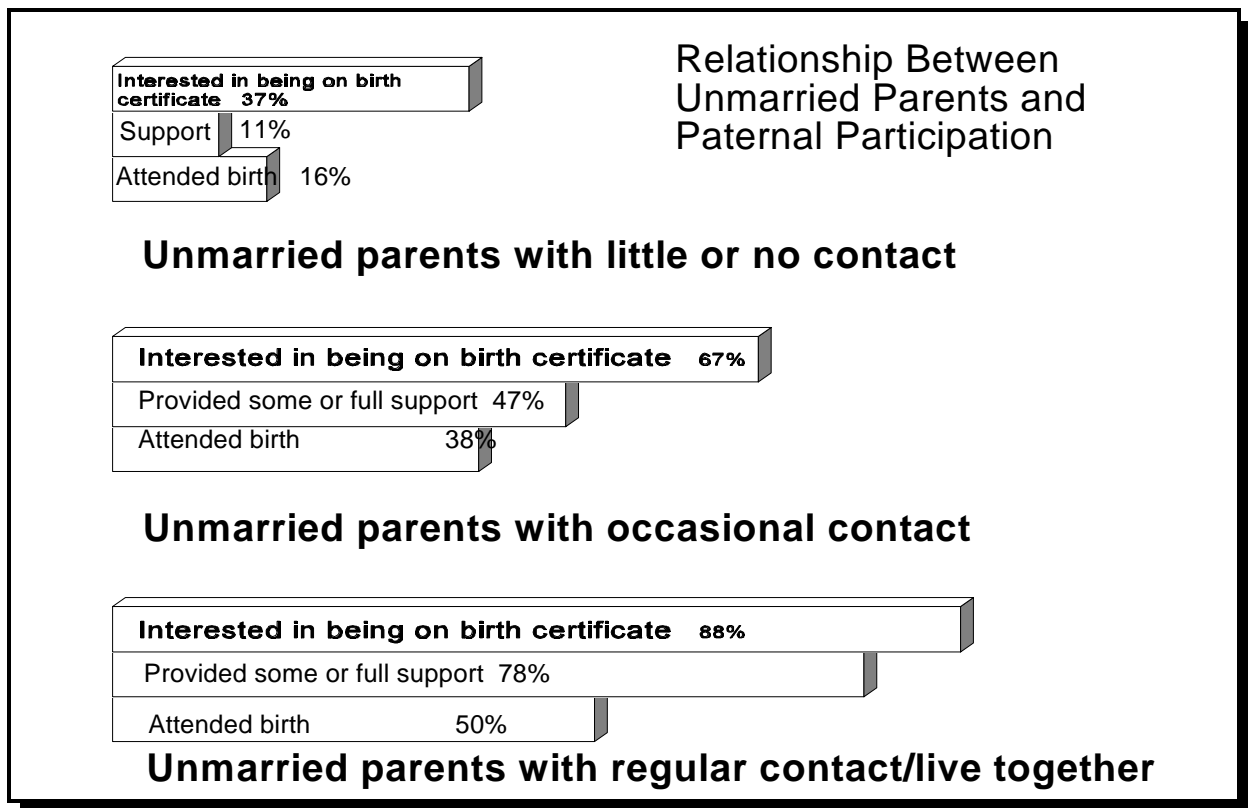 Relationship Between
Unmarried Parents and
Paternal Participation
Interested in being on birth
certificate 37%
Support 11%
Attended birth 16%
Unmarried parents with little or no contact
Interested in being on birth certificate 67%
Provided some or full support 47%
Attended birth 38%
Unmarried parents with occasional contact
Interested in being on birth certificate 88%
Provided some or full support 78%
Attended birth 50%
Unmarried parents with regular contact/live together